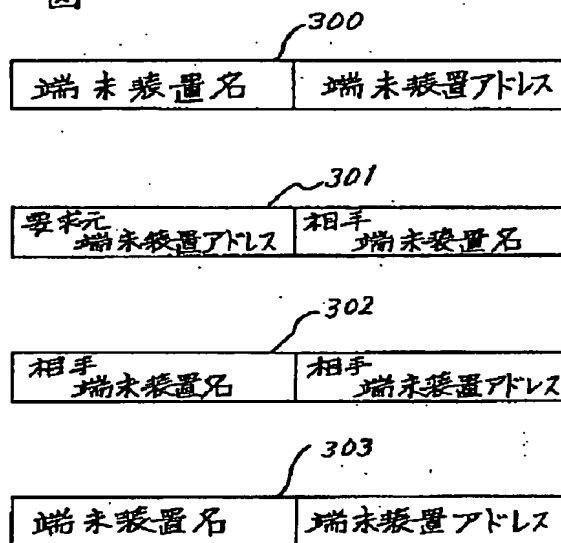 図
300
端末装置名 端末装置アドレス
301
要求元 相手
端末装置アドレス 端末装置名
302
相手 相手
端末装置名 端末装置アドレス
303
端末装置名 端末装置アドレス